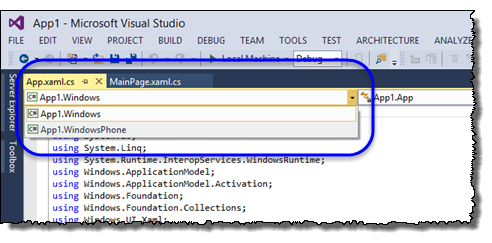 App1 - Microsoft Visual Studio
FILE EDIT VIEW PROJECT BUILD DEBUG TEAM TOOLS TEST ARCHITECTURE ANALYZE
Local Machine Debug
Server Explorer
Toolbox
App.xaml.cs MainPage.xaml.cs
App1.Windows App1.App
App1.Windows
App1.WindowsPhone
using System.Linq;
using System.Runtime.InteropServices.WindowsRuntime;
using Windows.ApplicationModel;
using Windows.ApplicationModel.Activation;
using Windows.Foundation;
using Windows.Foundation.Collections;
using Windows.UI.Xaml;